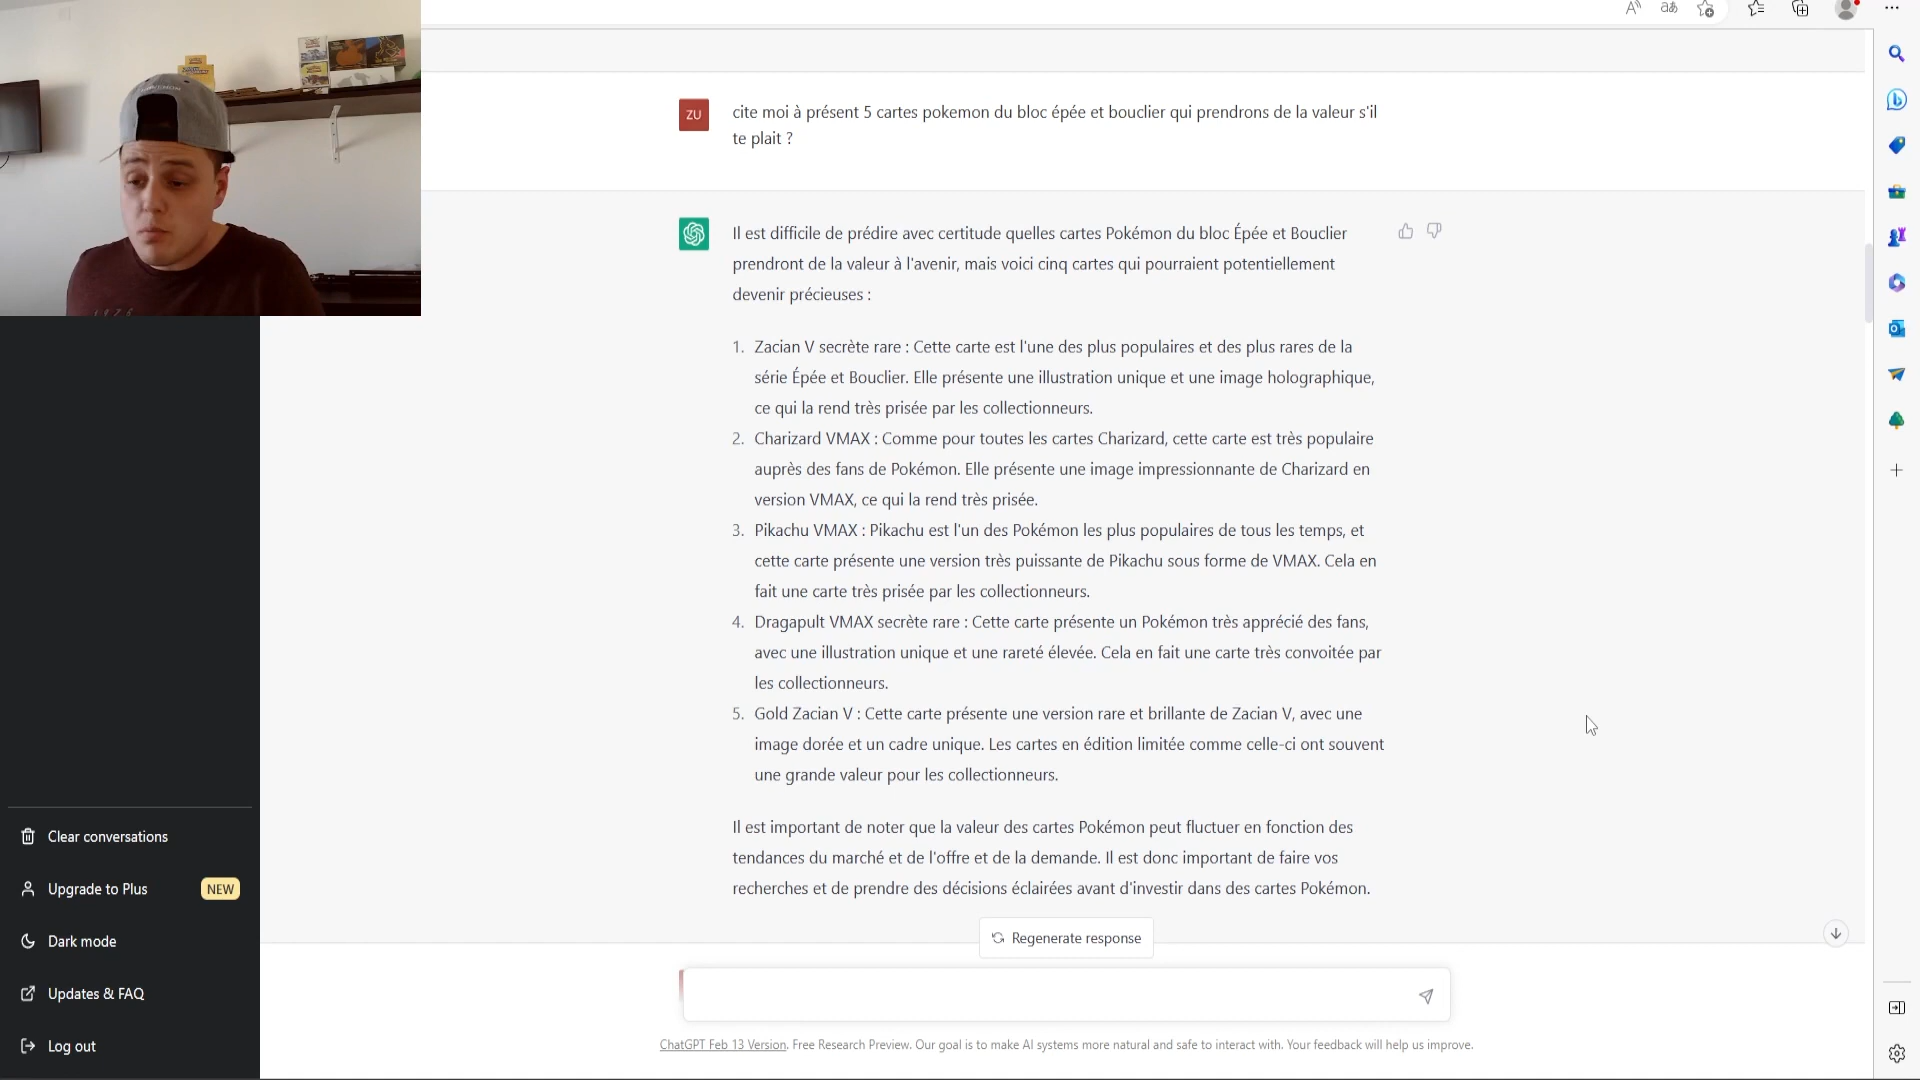 ZU
cite moi à présent 5 cartes pokemon du bloc épée et bouclier qui prendrons de la valeur s'il
te plait ?
Il est difficile de prédire avec certitude quelles cartes Pokémon du bloc Épée et Bouclier
prendront de la valeur à l'avenir, mais voici cinq cartes qui pourraient potentiellement
devenir précieuses :
1. Zacian V secrète rare : Cette carte est l'une des plus populaires et des plus rares de la
série Épée et Bouclier. Elle présente une illustration unique et une image holographique,
ce qui la rend très prisée par les collectionneurs.
2. Charizard VMAX : Comme pour toutes les cartes Charizard, cette carte est très populaire
auprès des fans de Pokémon. Elle présente une image impressionnante de Charizard en
version VMAX, ce qui la rend très prisée.
3. Pikachu VMAX : Pikachu est l'un des Pokémon les plus populaires de tous les temps, et
cette carte présente une version très puissante de Pikachu sous forme de VMAX. Cela en
fait une carte très prisée par les collectionneurs.
4. Dragapult VMAX secrète rare : Cette carte présente un Pokémon très apprécié des fans,
avec une illustration unique et une rareté élevée. Cela en fait une carte très convoitée par
les collectionneurs.
5. Gold Zacian V : Cette carte présente une version rare et brillante de Zacian V, avec une
image dorée et un cadre unique. Les cartes en édition limitée comme celle-ci ont souvent
une grande valeur pour les collectionneurs.
Il est important de noter que la valeur des cartes Pokémon peut fluctuer en fonction des
tendances du marché et de l'offre et de la demande. Il est donc important de faire vos
recherches et de prendre des décisions éclairées avant d'investir dans des cartes Pokémon.
Regenerate response
ChatGPT Feb 13 Version. Free Research Preview. Our goal is to make AI systems more natural and safe to interact with. Your feedback will help us improve.
Clear conversations
Upgrade to Plus NEW
Dark mode
Updates & FAQ
Log out